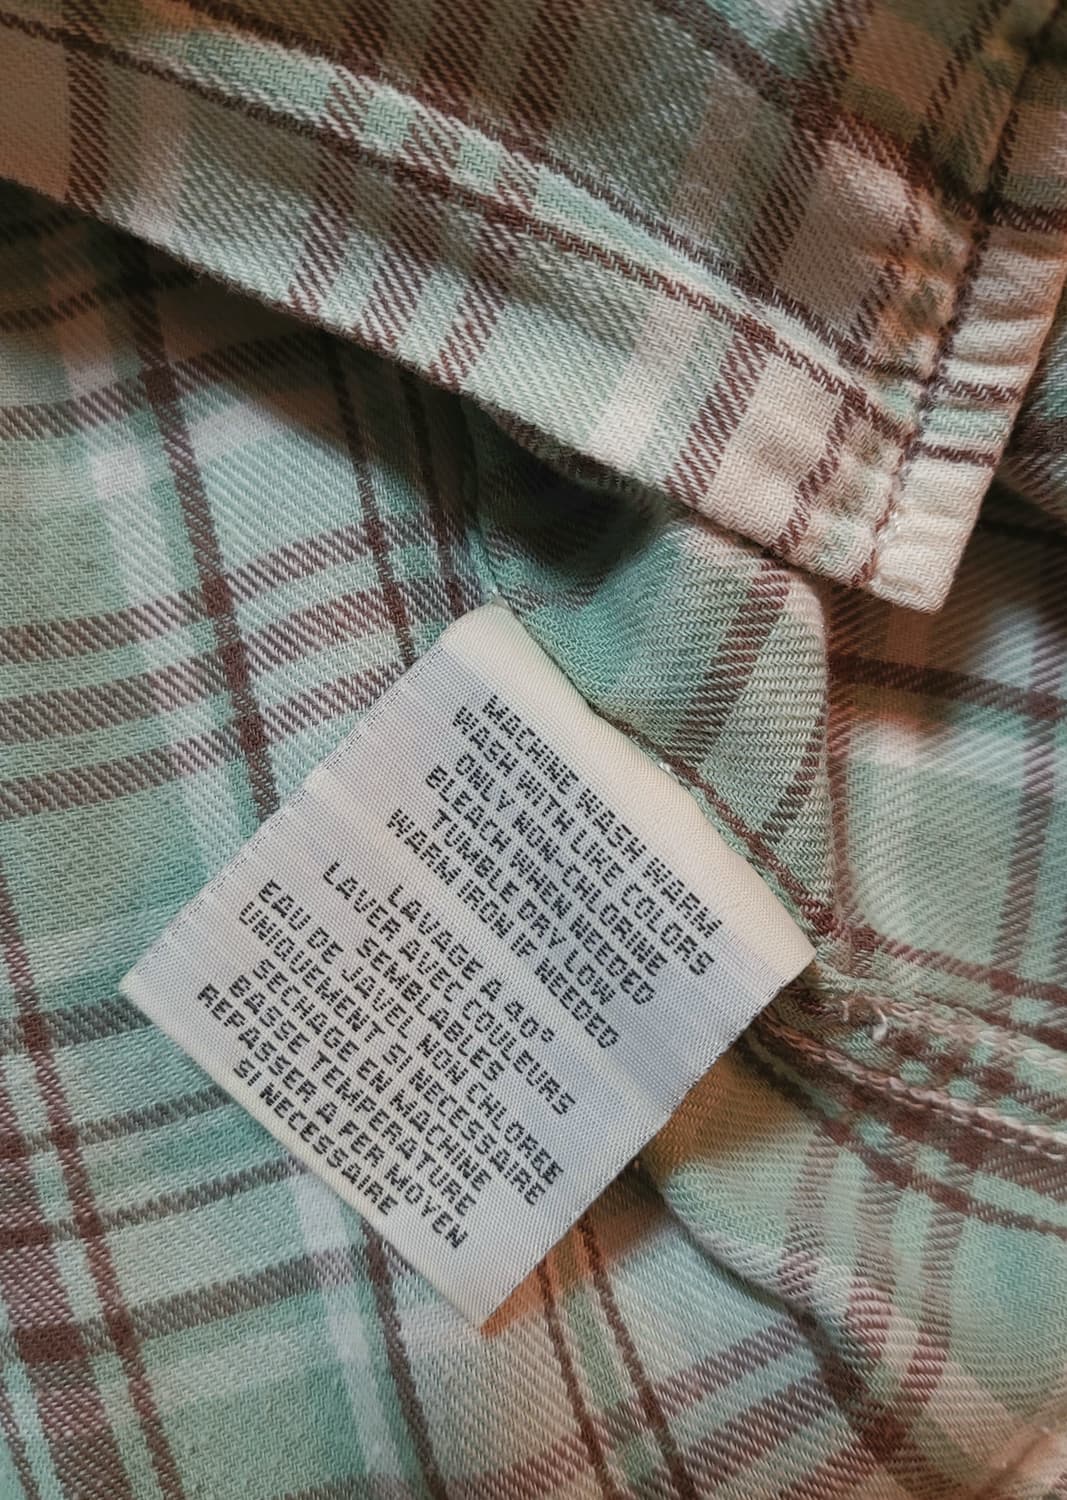 MACHINE WASH WARM
WASH WITH LIKE COLORS
ONLY NON-CHLORINE
BLEACH WHEN NEEDED
TUMBLE DRY LOW
WARM IRON IF NEEDED
LAVAGE A 40°
LAVER AVEC COULEURS
SEMBLABLES
EAU DE JAVEL NON CHLOREE
UNIQUEMENT SI NECESSAIRE
SECHAGE EN MACHINE
BASSE TEMPERATURE
REPASSER A FER MOYEN
SI NECESSAIRE